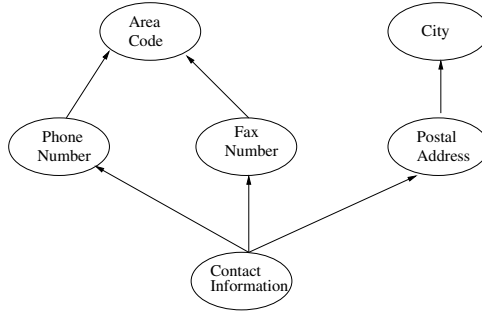 Area
Code
City
Phone
Number
Fax
Number
Postal
Address
Contact
Information